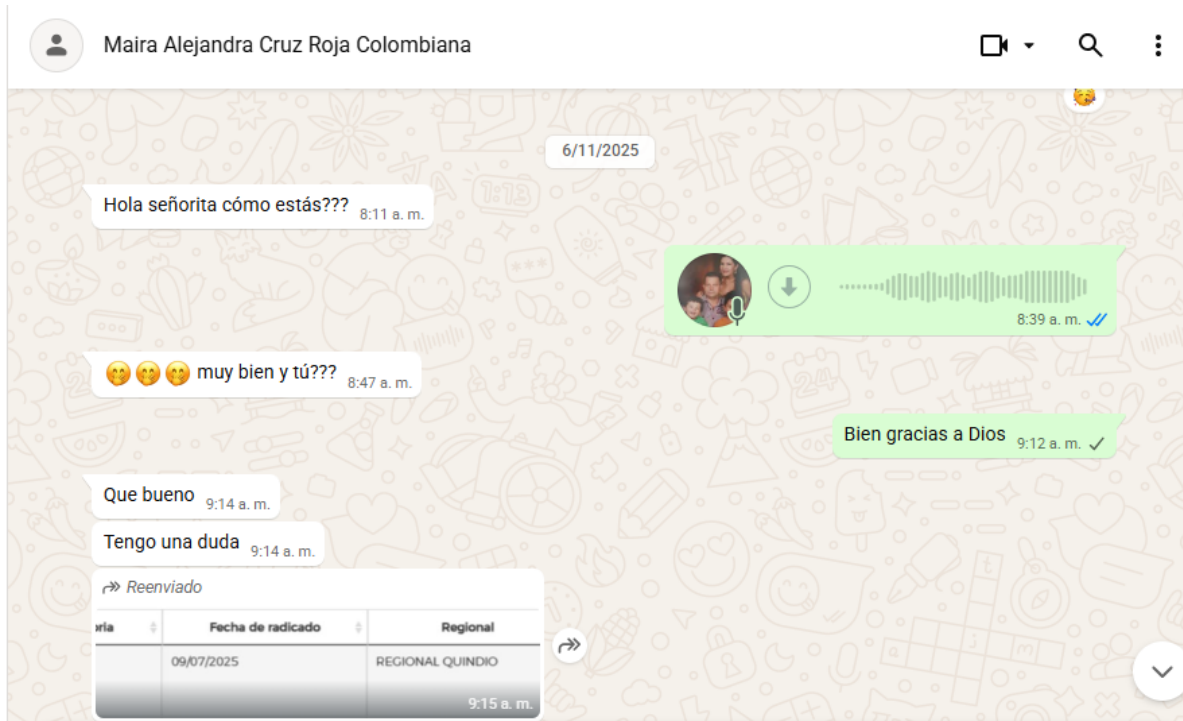 Maira Alejandra Cruz Roja Colombiana
6/11/2025
Hola señorita cómo estás??? 8:11 a. m.
8:39 a. m.
🤭🤭🤭 muy bien y tú??? 8:47 a. m.
Bien gracias a Dios 9:12 a. m.
Que bueno 9:14 a. m.
Tengo una duda 9:14 a. m.
Reenviado
oria Fecha de radicado Regional
09/07/2025 REGIONAL QUINDIO
9:15 a. m.